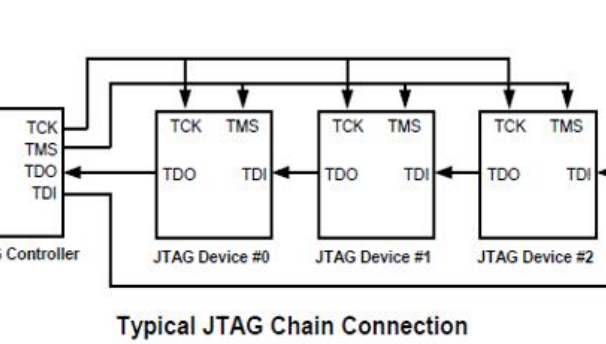 TCK
TMS
TDO
TDI
Controller
TCK TMS
TDO TDI
JTAG Device #0
TCK TMS
TDO TDI
JTAG Device #1
TCK TMS
TDO TDI
JTAG Device #2
Typical JTAG Chain Connection